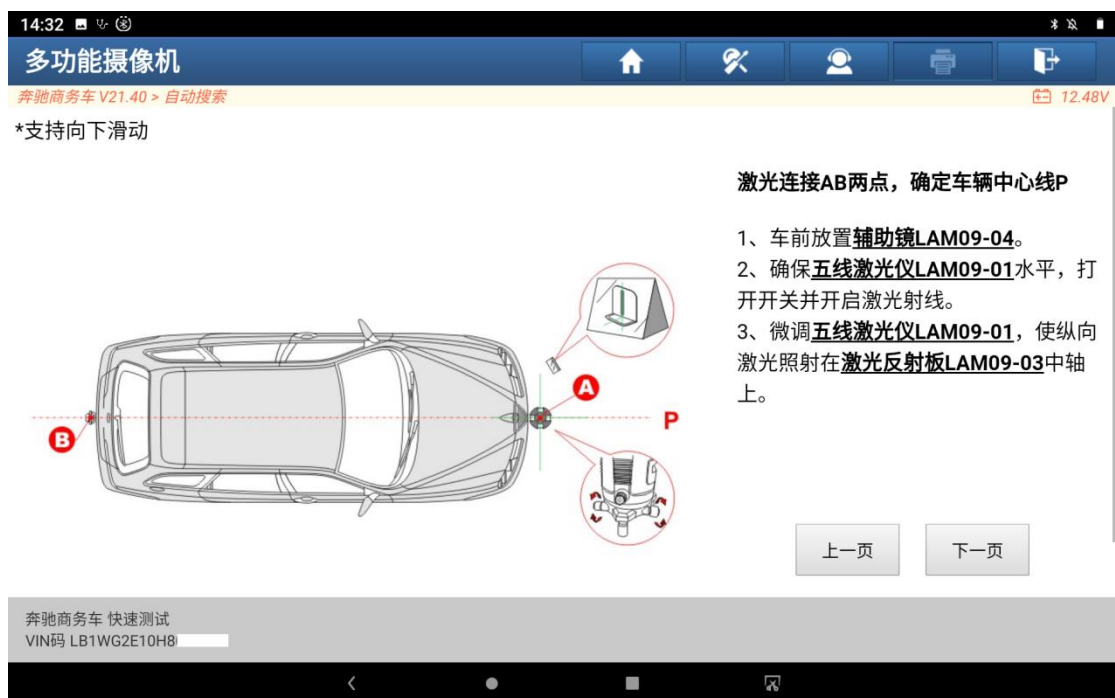 14:32
多功能摄像机
奔驰商务车 V21.40 > 自动搜索
12.48V
*支持向下滑动
激光连接AB两点，确定车辆中心线P
1、车前放置辅助镜LAM09-04。
2、确保五线激光仪LAM09-01水平，打
开开关并开启激光射线。
3、微调五线激光仪LAM09-01，使纵向
激光照射在激光反射板LAM09-03中轴
上。
A
B
P
上一页
下一页
奔驰商务车 快速测试
VIN码 LB1WG2E10H8